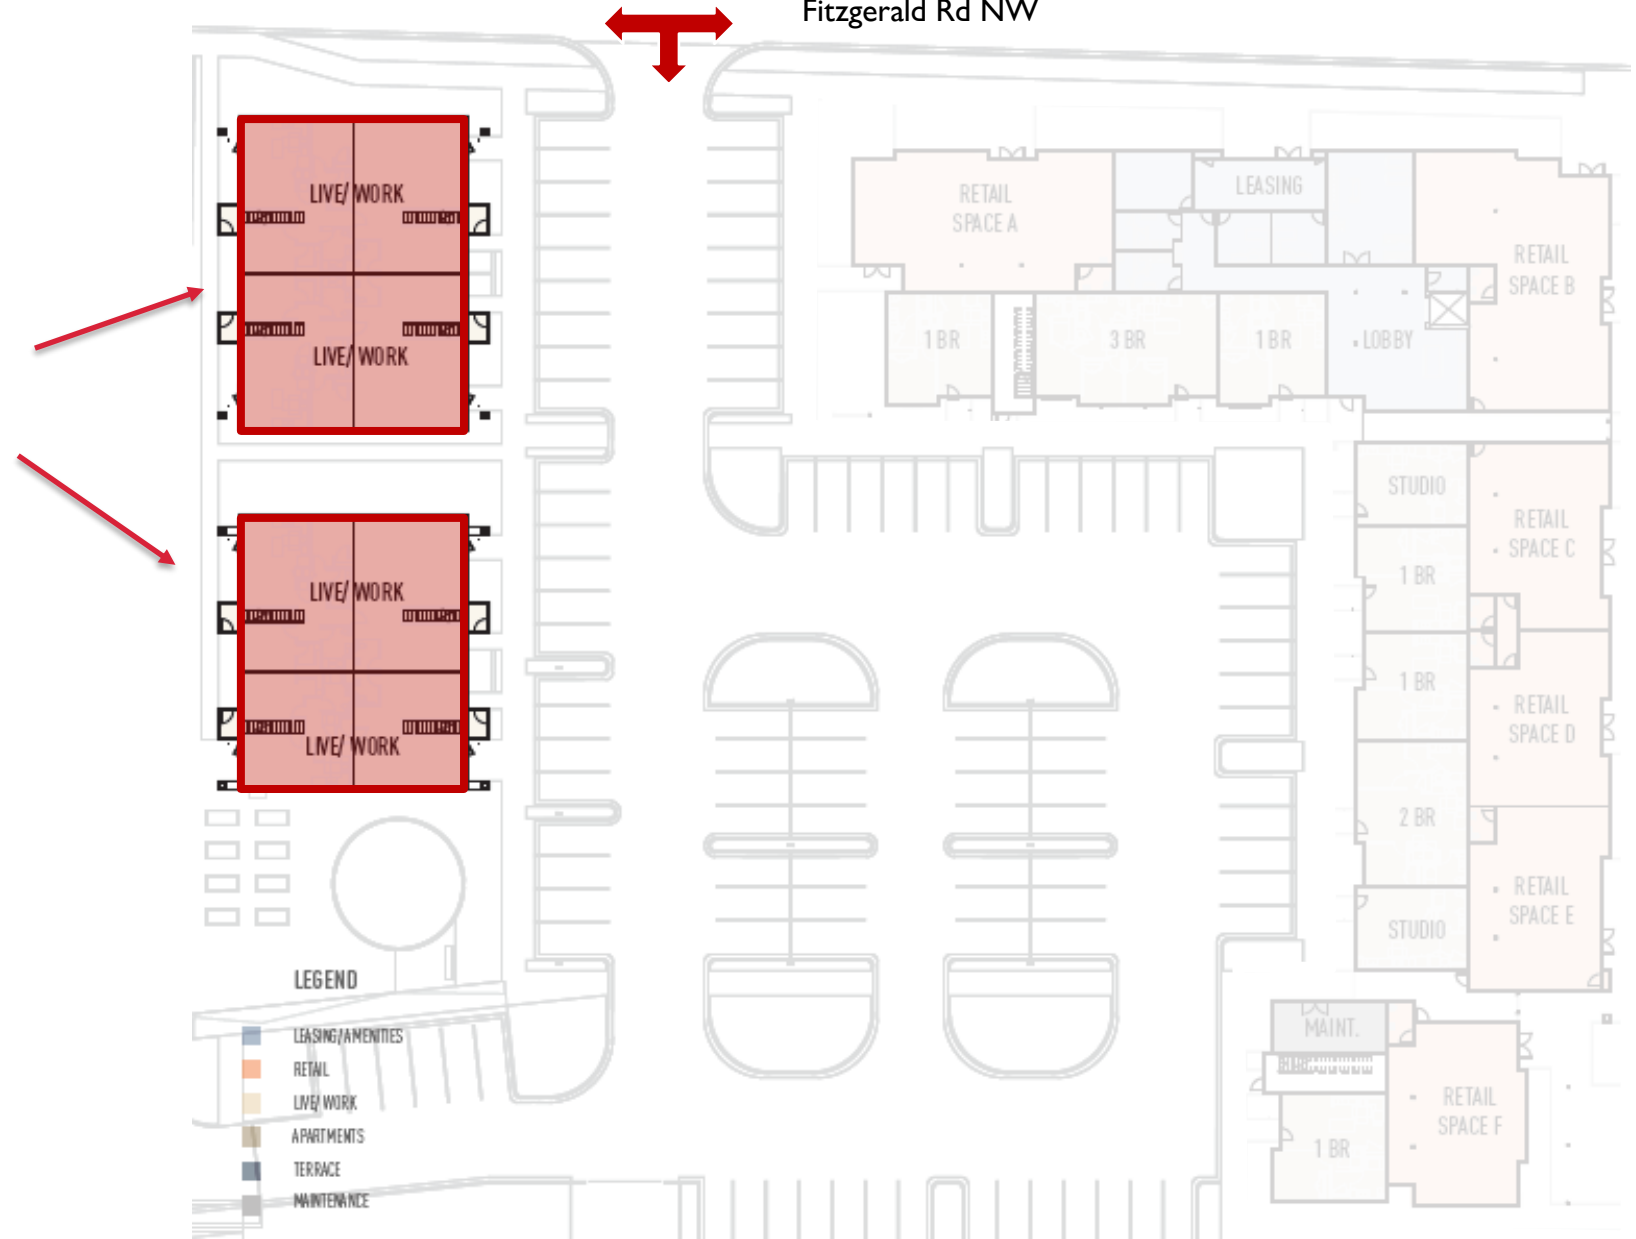 Fitzgerald Rd NW
LIVE/ WORK
LIVE/ WORK
LIVE/ WORK
LIVE/ WORK
RETAIL
SPACE A
LEASING
RETAIL
SPACE B
1 BR
3 BR
1 BR
LOBBY
STUDIO
RETAIL
SPACE C
1 BR
1 BR
RETAIL
SPACE D
2 BR
RETAIL
SPACE E
STUDIO
MAINT.
RETAIL
SPACE F
1 BR
LEGEND
LEASING/AMENITIES
RETAIL
LIVE/ WORK
APARTMENTS
TERRACE
MAINTENANCE